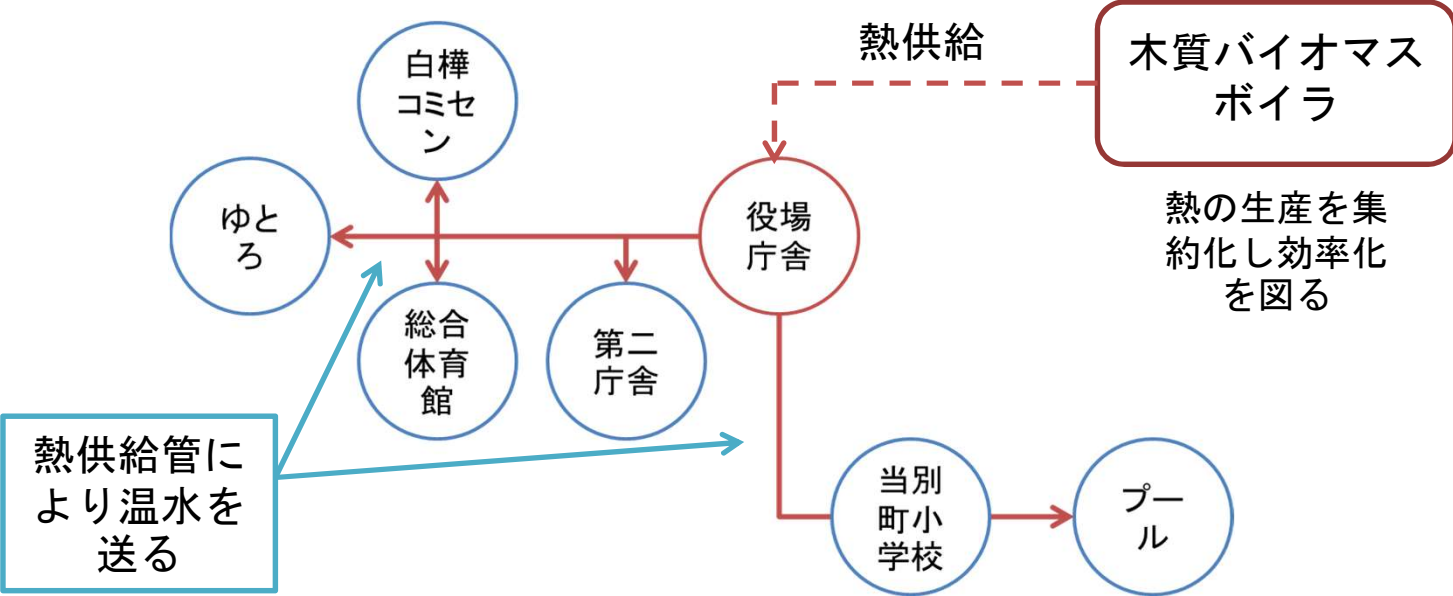 熱供給
木質バイオマス
ボイラ
白樺
コミセ
ン
ゆと
ろ
役場
庁舎
熱の生産を集
約化し効率化
を図る
総合
体育
館
第二
庁舎
熱供給管に
より温水を
送る
当別
町小
学校
プー
ル